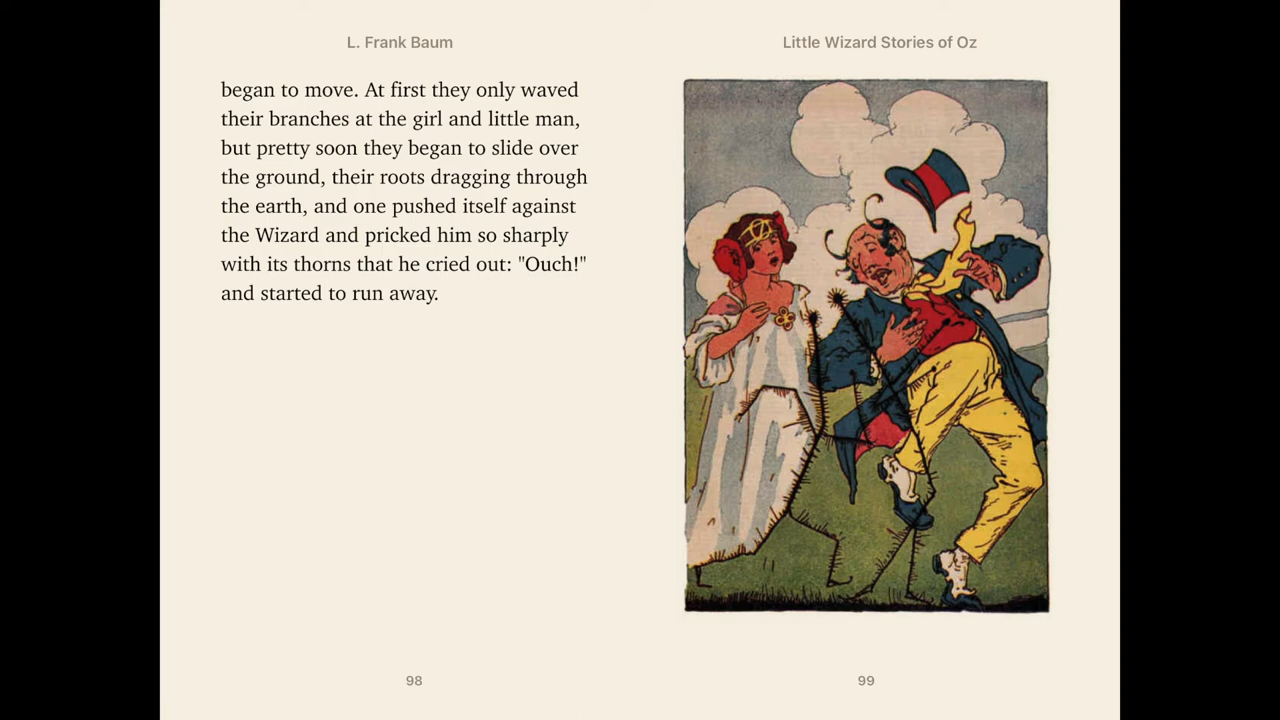 L. Frank Baum
began to move. At first they only waved
their branches at the girl and little man,
but pretty soon they began to slide over
the ground, their roots dragging through
the earth, and one pushed itself against
the Wizard and pricked him so sharply
with its thorns that he cried out: "Ouch!"
and started to run away.
98
Little Wizard Stories of Oz
99